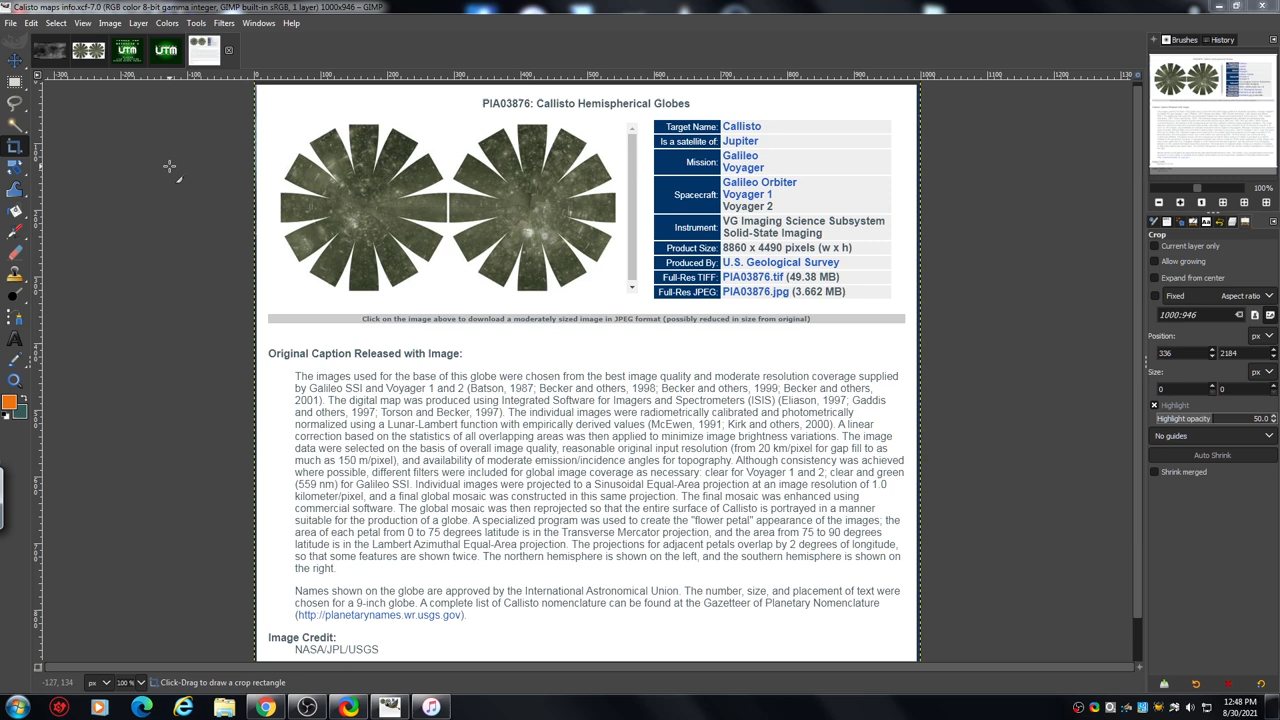 Callisto maps info.xcf-7.0 (RGB color 8-bit gamma integer, GIMP built-in sRGB, 1 layer) 1000x946 – GIMP
File Edit Select View Image Layer Colors Tools Filters Windows Help
UTM
UTM
Brushes
History
-300 -200 -100 0 100 200 300 400 500 600 700 800 900 1000 1100 1200
PIA03876: Callisto Hemispherical Globes
Target Name: Callisto
Is a satellite of: Jupiter
Mission: Galileo
Voyager
Spacecraft: Galileo Orbiter
Voyager 1
Voyager 2
Instrument: VG Imaging Science Subsystem
Solid-State Imaging
Product Size: 8860 x 4490 pixels (w x h)
Produced By: U.S. Geological Survey
Full-Res TIFF: PIA03876.tif (49.38 MB)
Full-Res JPEG: PIA03876.jpg (3.662 MB)
Click on the image above to download a moderately sized image in JPEG format (possibly reduced in size from original)
Original Caption Released with Image:
The images used for the base of this globe were chosen from the best image quality and moderate resolution coverage supplied
by Galileo SSI and Voyager 1 and 2 (Batson, 1987; Becker and others, 1998; Becker and others, 1999; Becker and others,
2001). The digital map was produced using Integrated Software for Imagers and Spectrometers (ISIS) (Eliason, 1997; Gaddis
and others, 1997; Torson and Becker, 1997). The individual images were radiometrically calibrated and photometrically
normalized using a Lunar-Lambert function with empirically derived values (McEwen, 1991; Kirk and others, 2000). A linear
correction based on the statistics of all overlapping areas was then applied to minimize image brightness variations. The image
data were selected on the basis of overall image quality, reasonable original input resolution (from 20 km/pixel for gap fill to as
much as 150 m/pixel), and availability of moderate emission/incidence angles for topography. Although consistency was achieved
where possible, different filters were included for global image coverage as necessary: clear for Voyager 1 and 2; clear and green
(559 nm) for Galileo SSI. Individual images were projected to a Sinusoidal Equal-Area projection at an image resolution of 1.0
kilometer/pixel, and a final global mosaic was constructed in this same projection. The final mosaic was enhanced using
commercial software. The global mosaic was then reprojected so that the entire surface of Callisto is portrayed in a manner
suitable for the production of a globe. A specialized program was used to create the "flower petal" appearance of the images; the
area of each petal from 0 to 75 degrees latitude is in the Transverse Mercator projection, and the area from 75 to 90 degrees
latitude is in the Lambert Azimuthal Equal-Area projection. The projections for adjacent petals overlap by 2 degrees of longitude,
so that some features are shown twice. The northern hemisphere is shown on the left, and the southern hemisphere is shown on
the right.
Names shown on the globe are approved by the International Astronomical Union. The number, size, and placement of text were
chosen for a 9-inch globe. A complete list of Callisto nomenclature can be found at the Gazetteer of Planetary Nomenclature
(http://planetarynames.wr.usgs.gov).
Image Credit:
NASA/JPL/USGS
100%
Crop
Current layer only
Allow growing
Expand from center
Fixed Aspect ratio
1000:946
Position: px
336 2184
Size: px
0 0
Highlight
Highlight opacity 50.0
No guides
Auto Shrink
Shrink merged
-127, 134 px 100 % Click-Drag to draw a crop rectangle
12:48 PM
8/30/2021